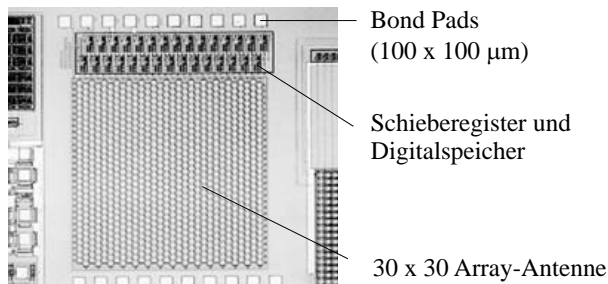 Bond Pads
(100 x 100 µm)
Schieberegister und
Digitalspeicher
30 x 30 Array-Antenne